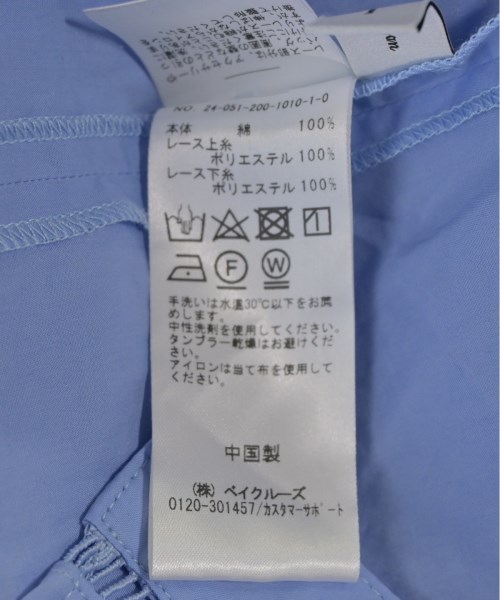 am
NO. 24-051-200-1010-1-0
本体 綿 100%
レース上糸
ポリエステル 100%
レース下糸
ポリエステル 100%
F W
手洗いは水温30℃以下をお奨
めします。
中性洗剤を使用してください。
タンブラー乾燥はお避けくださ
い。
アイロンは当て布を使用して
ください。
中国製
(株) ベイクルーズ
0120-301457/カスタマーサポート